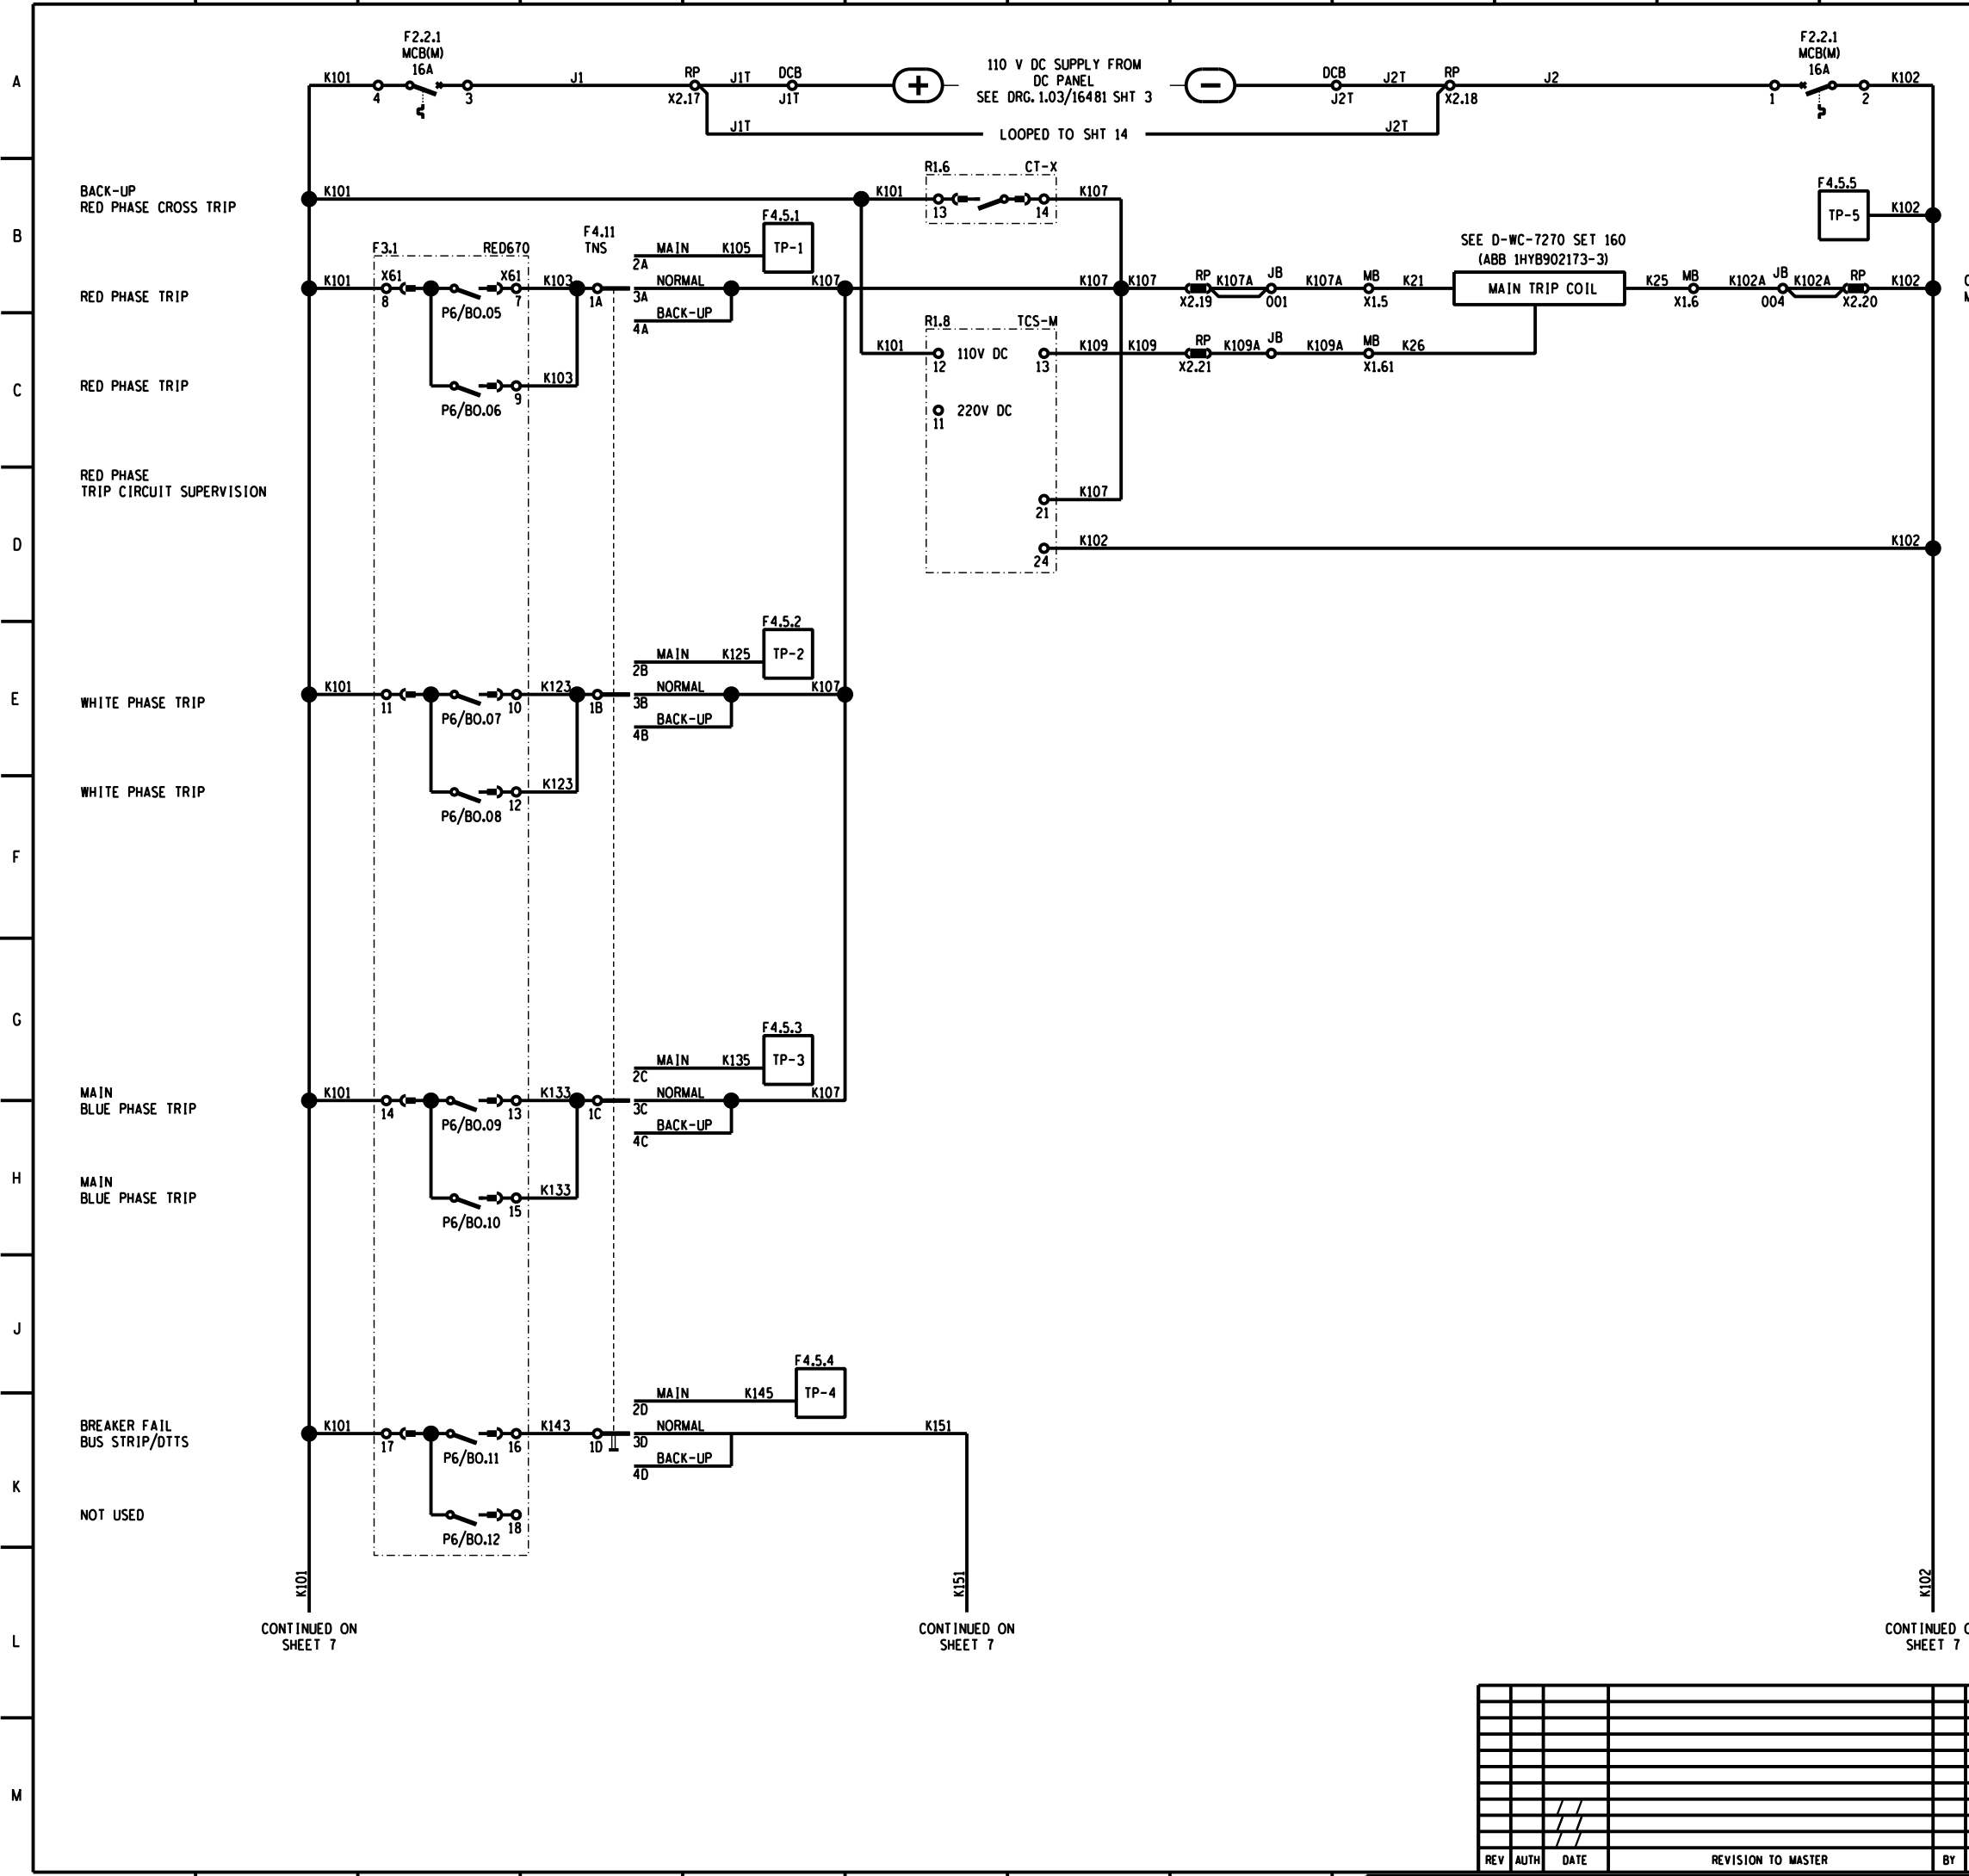 F2.2.1
MCB(M)
16A
F2.2.1
MCB(M)
16A
A
K101
4
3
J1
RP
X2.17
J1T
DCB
J1T
+
110 V DC SUPPLY FROM
DC PANEL
SEE DRG.1.03/16481 SHT 3
−
DCB
J2T
J2T
RP
X2.18
J2
1
2
K102
J1T
LOOPED TO SHT 14
J2T
BACK-UP
RED PHASE CROSS TRIP
K101
K101
R1.6
CT-X
13
14
K107
F4.5.5
TP-5
K102
B
F3.1
RED670
F4.11
TNS
F4.5.1
TP-1
MAIN
K105
2A
SEE D-WC-7270 SET 160
(ABB 1HYB902173-3)
RED PHASE TRIP
K101
X61
8
P6/BO.05
X61
7
K103
1A
NORMAL
3A
K107
BACK-UP
4A
K107
K107
RP
X2.19
K107A
JB
001
K107A
MB
X1.5
K21
MAIN TRIP COIL
K25
MB
X1.6
K102A
JB
004
K102A
RP
X2.20
K102
R1.8
TCS-M
K101
12
110V DC
13
K109
K109
RP
X2.21
K109A
JB
K109A
MB
X1.61
K26
C
RED PHASE TRIP
P6/BO.06
9
K103
11
220V DC
RED PHASE
TRIP CIRCUIT SUPERVISION
K107
21
D
K102
24
K102
F4.5.2
TP-2
MAIN
K125
2B
E
WHITE PHASE TRIP
K101
11
P6/BO.07
10
K123
1B
NORMAL
3B
K107
BACK-UP
4B
WHITE PHASE TRIP
P6/BO.08
12
K123
F
G
F4.5.3
TP-3
MAIN
K135
2C
MAIN
BLUE PHASE TRIP
K101
14
P6/BO.09
13
K133
1C
NORMAL
3C
K107
BACK-UP
4C
H
MAIN
BLUE PHASE TRIP
P6/BO.10
15
K133
J
F4.5.4
TP-4
MAIN
K145
2D
BREAKER FAIL
BUS STRIP/DTTS
K101
17
P6/BO.11
16
K143
1D
NORMAL
3D
K151
BACK-UP
4D
K
NOT USED
P6/BO.12
18
K101
K151
K102
L
CONTINUED ON
SHEET 7
CONTINUED ON
SHEET 7
CONTINUED
SHEET 7
M
/ /
/ /
/ /
REV
AUTH
DATE
REVISION TO MASTER
BY